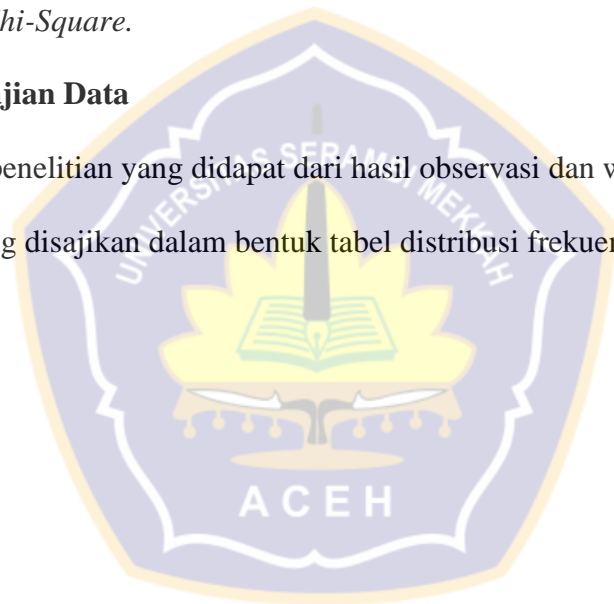 hi-Square.
jian Data
penelitian yang didapat dari hasil observasi dan w
g disajikan dalam bentuk tabel distribusi frekuen
UNIVERSITAS SERAMBI MEKKAH
ACEH